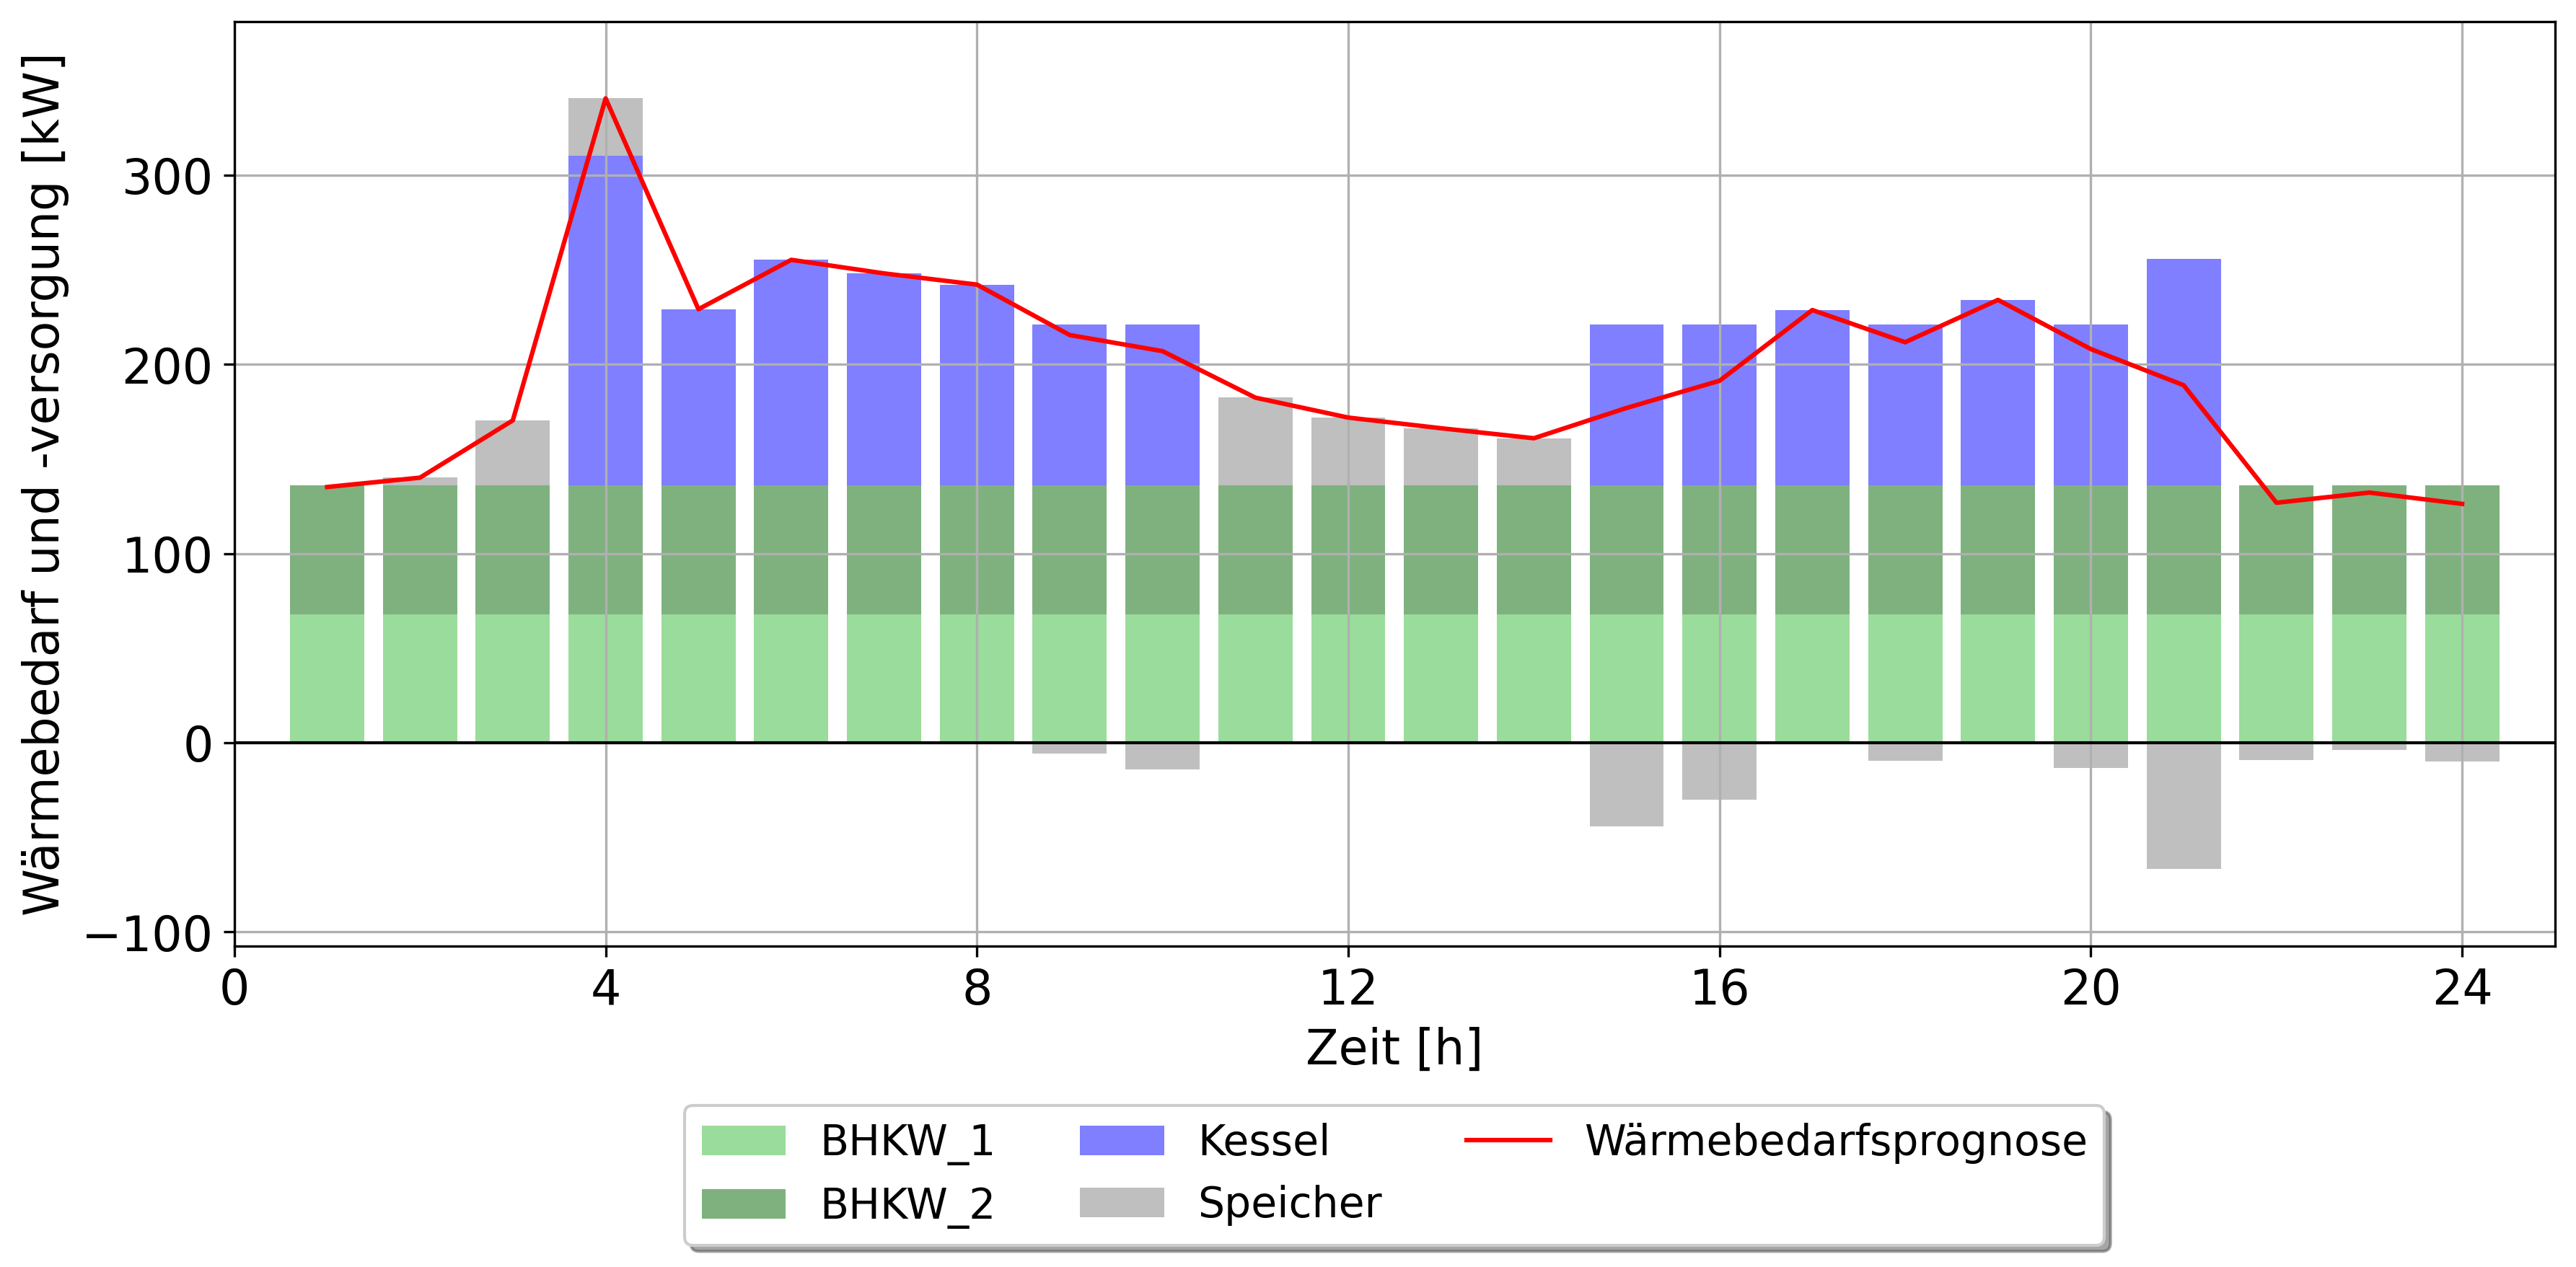 Wärmebedarf und -versorgung [kW]
300
200
100
0
−100
0 4 8 12 16 20 24
Zeit [h]
BHKW_1 Kessel Wärmebedarfsprognose
BHKW_2 Speicher